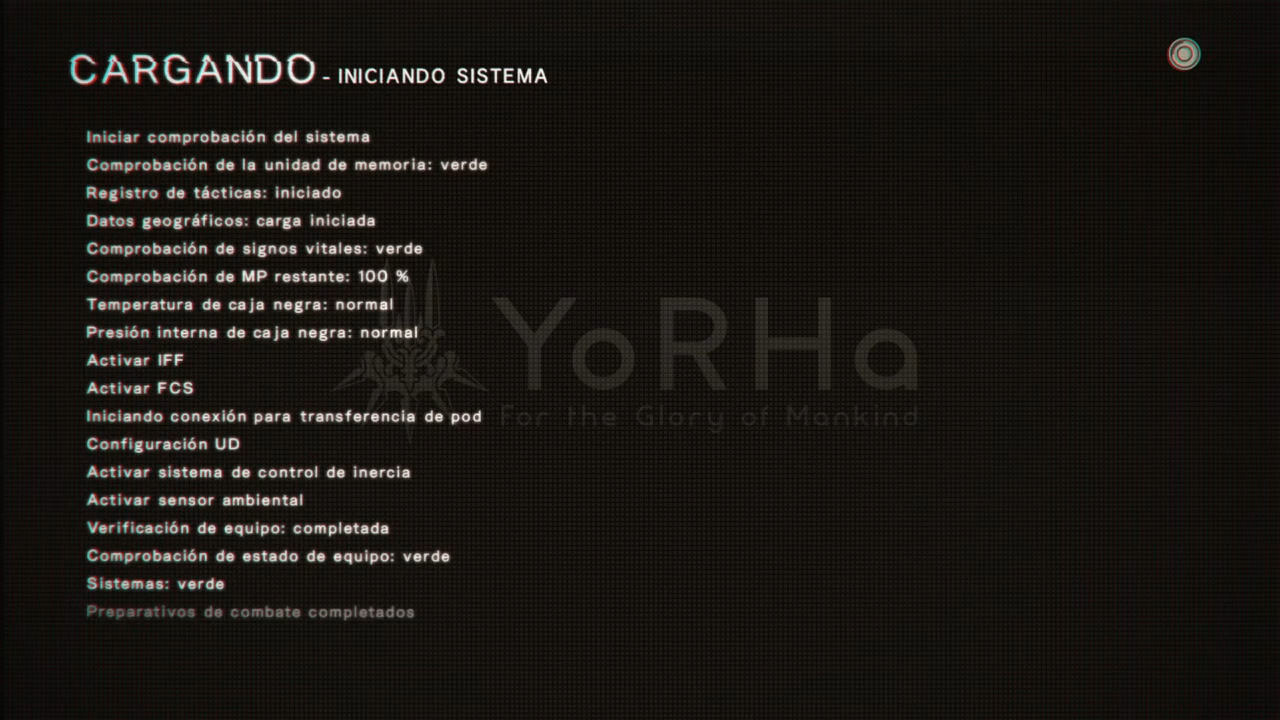 CARGANDO - INICIANDO SISTEMA
Iniciar comprobación del sistema
Comprobación de la unidad de memoria: verde
Registro de tácticas: iniciado
Datos geográficos: carga iniciada
Comprobación de signos vitales: verde
Comprobación de MP restante: 100 %
Temperatura de caja negra: normal
Presión interna de caja negra: normal
Activar IFF
Activar FCS
Iniciando conexión para transferencia de pod
Configuración UD
Activar sistema de control de inercia
Activar sensor ambiental
Verificación de equipo: completada
Comprobación de estado de equipo: verde
Sistemas: verde
Preparativos de combate completados
YoRHa
For the Glory of Mankind